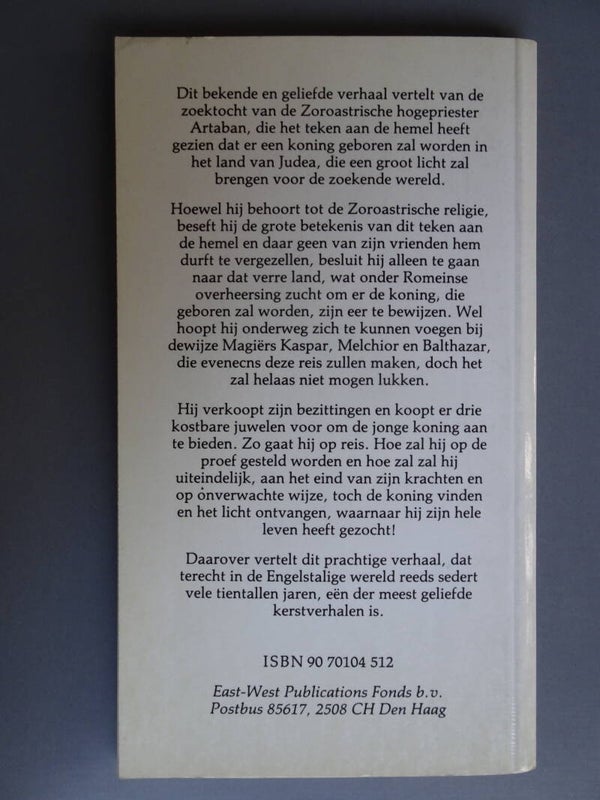 Dit bekende en geliefde verhaal vertelt van de
zoektocht van de Zoroastrische hogepriester
Artaban, die het teken aan de hemel heeft
gezien dat er een koning geboren zal worden in
het land van Judea, die een groot licht zal
brengen voor de zoekende wereld.
Hoewel hij behoort tot de Zoroastrische religie,
beseft hij de grote betekenis van dit teken aan
de hemel en daar geen van zijn vrienden hem
durft te vergezellen, besluit hij alleen te gaan
naar dat verre land, wat onder Romeinse
overheersing zucht om er de koning, die
geboren zal worden, zijn eer te bewijzen. Wel
hoopt hij onderweg zich te kunnen voegen bij
dewijze Magiërs Kaspar, Melchior en Balthazar,
die evenecns deze reis zullen maken, doch het
zal helaas niet mogen lukken.
Hij verkoopt zijn bezittingen en koopt er drie
kostbare juwelen voor om de jonge koning aan
te bieden. Zo gaat hij op reis. Hoe zal hij op de
proef gesteld worden en hoe zal zal hij
uiteindelijk, aan het eind van zijn krachten en
op ónverwachte wijze, toch de koning vinden
en het licht ontvangen, waarnaar hij zijn hele
leven heeft gezocht!
Daarover vertelt dit prachtige verhaal, dat
terecht in de Engelstalige wereld reeds sedert
vele tientallen jaren, eën der meest geliefde
kerstverhalen is.
ISBN 90 70104 512
East-West Publications Fonds b.v.
Postbus 85617, 2508 CH Den Haag